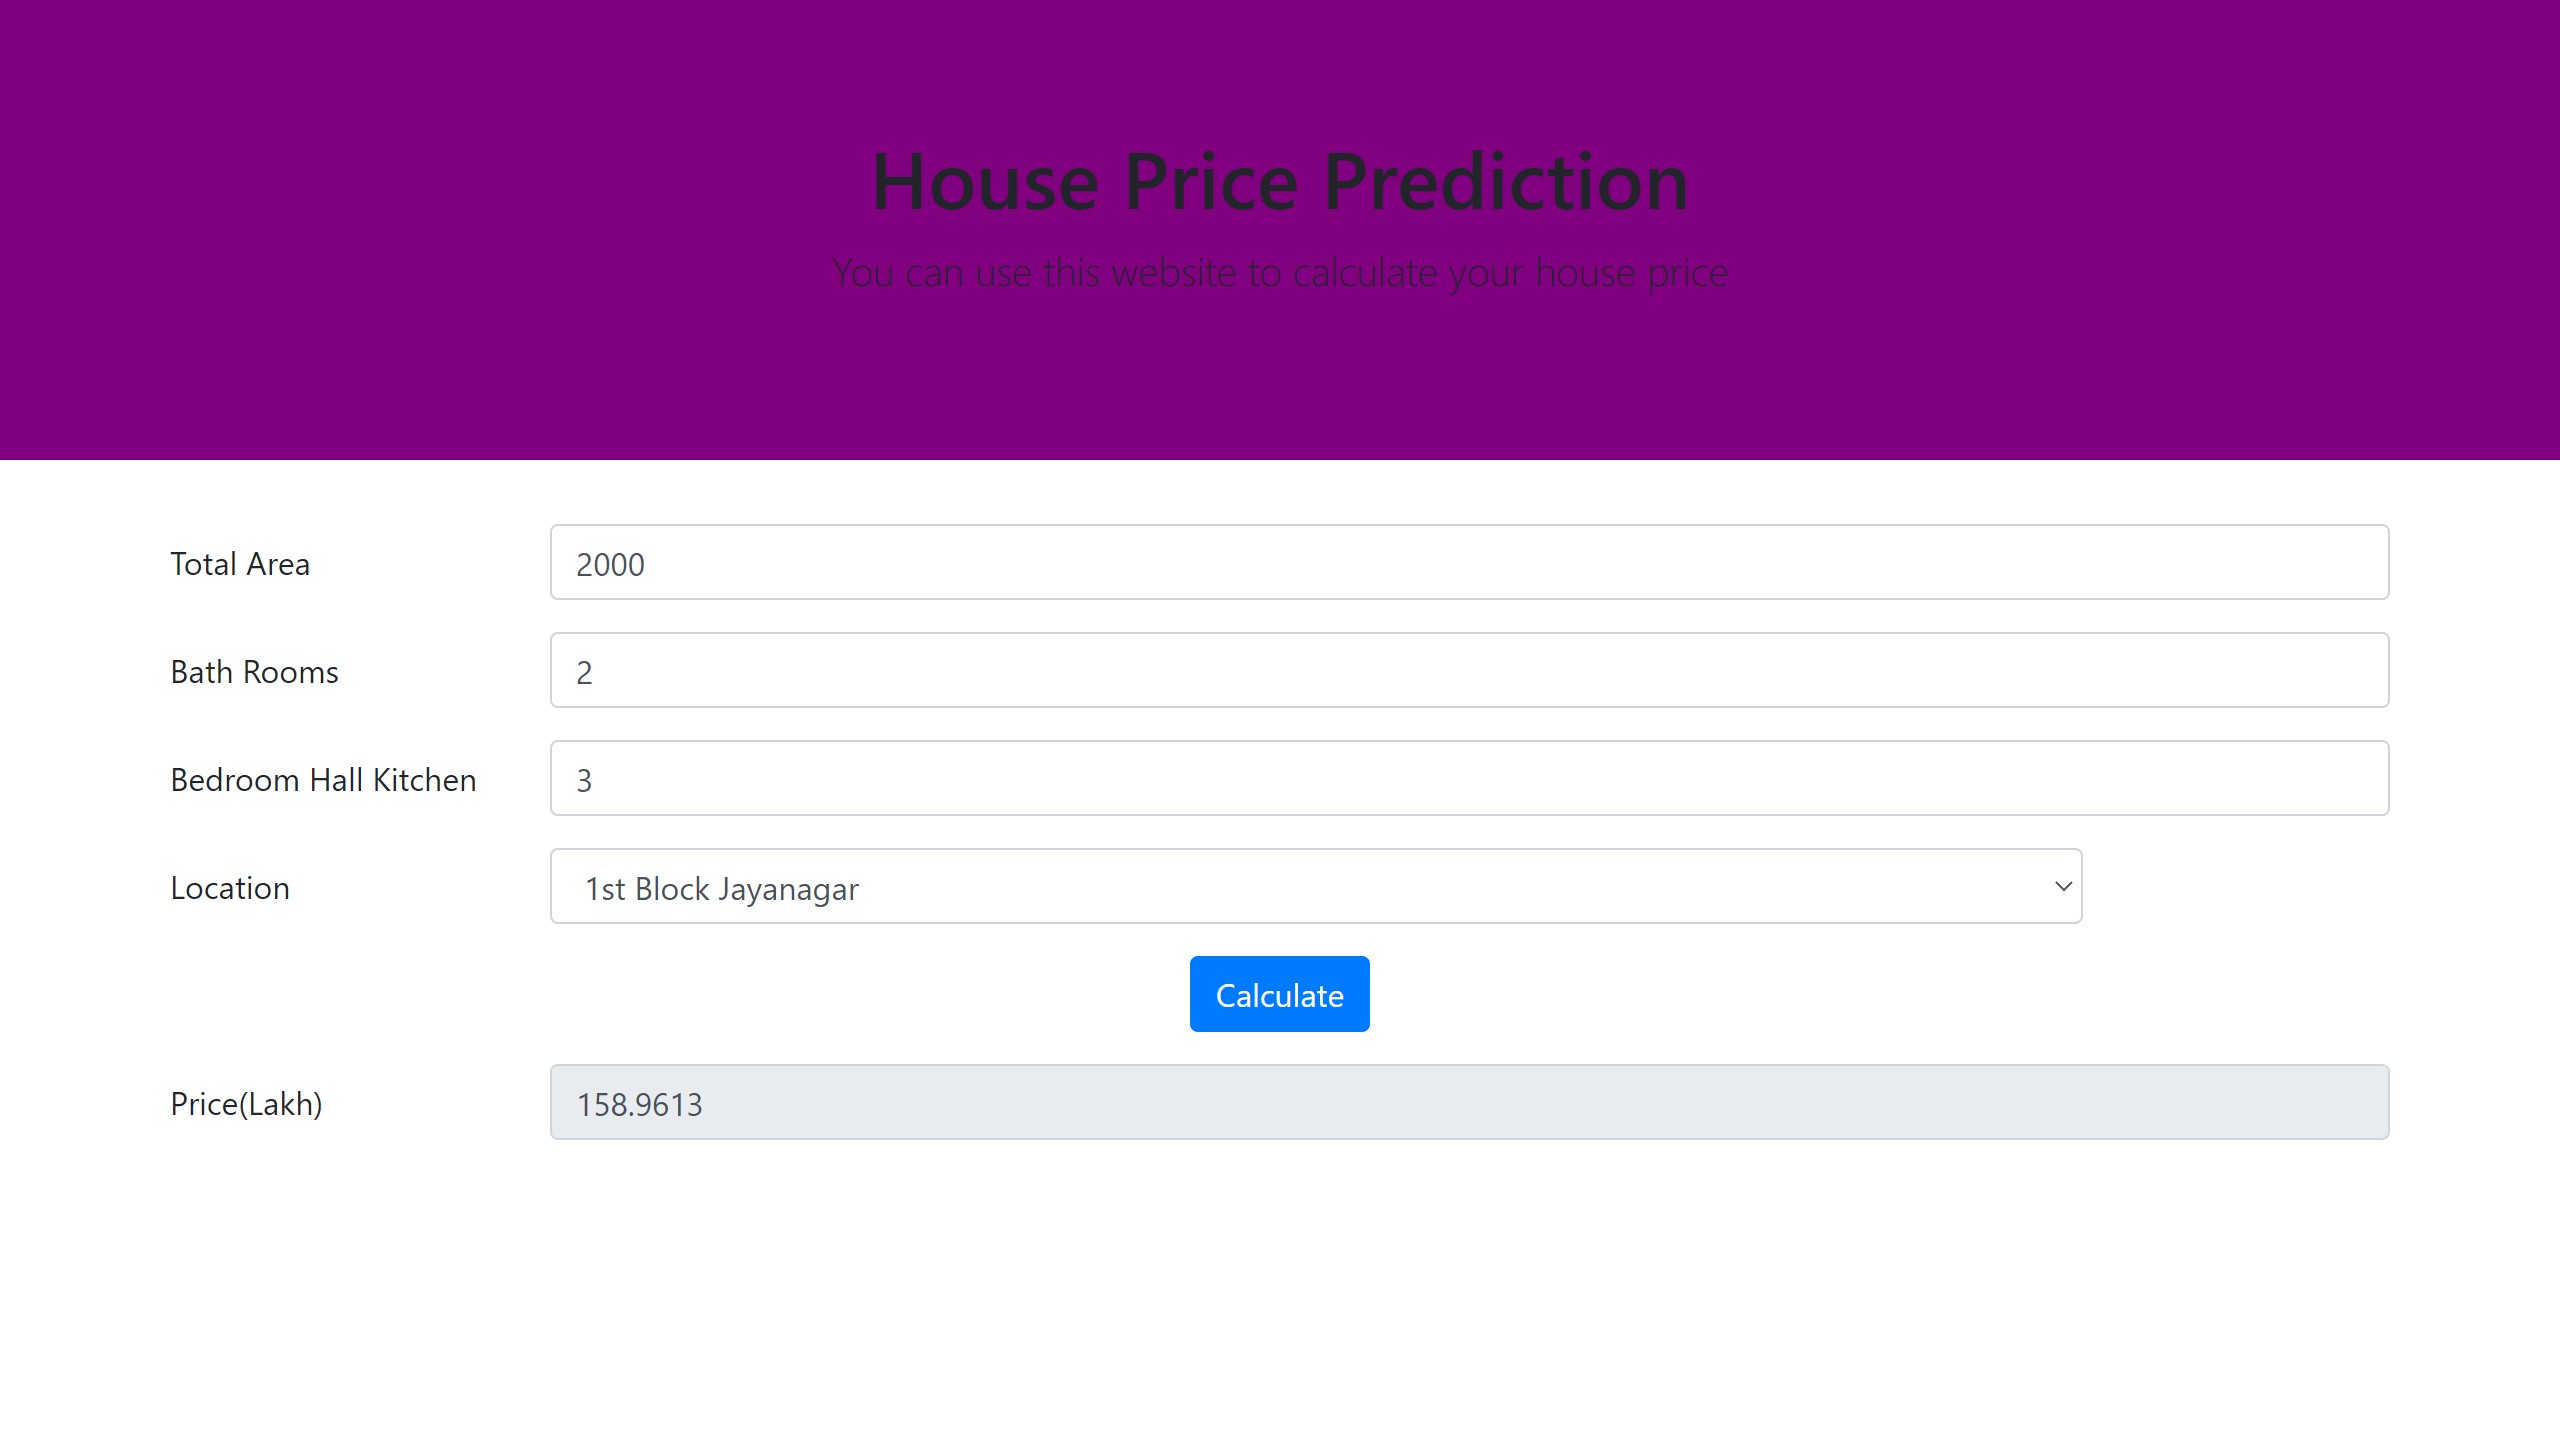 House Price Prediction
You can use this website to calculate your house price
Total Area
2000
Bath Rooms
2
Bedroom Hall Kitchen
3
Location
1st Block Jayanagar
Calculate
Price(Lakh)
158.9613